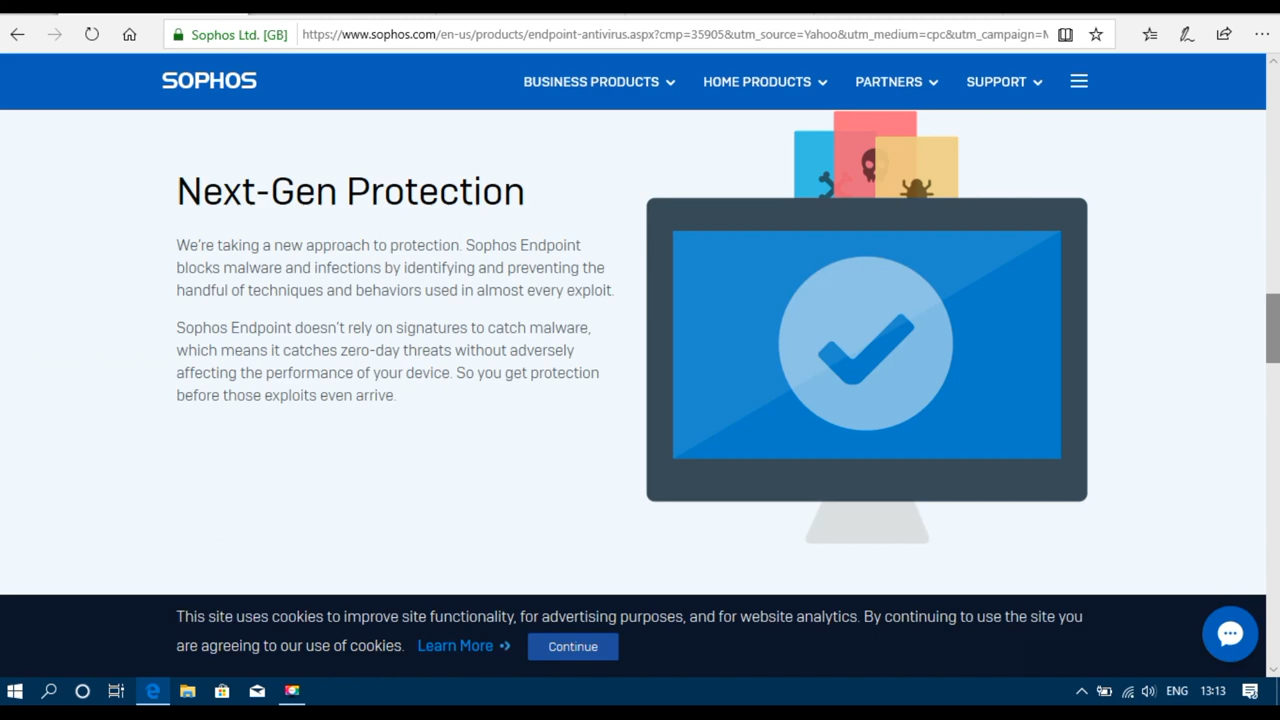 Sophos Ltd. [GB] https://www.sophos.com/en-us/products/endpoint-antivirus.aspx?cmp=35905&utm_source=Yahoo&utm_medium=cpc&utm_campaign=M
SOPHOS BUSINESS PRODUCTS HOME PRODUCTS PARTNERS SUPPORT
Next-Gen Protection
We're taking a new approach to protection. Sophos Endpoint
blocks malware and infections by identifying and preventing the
handful of techniques and behaviors used in almost every exploit.
Sophos Endpoint doesn't rely on signatures to catch malware,
which means it catches zero-day threats without adversely
affecting the performance of your device. So you get protection
before those exploits even arrive.
This site uses cookies to improve site functionality, for advertising purposes, and for website analytics. By continuing to use the site you
are agreeing to our use of cookies. Learn More Continue
ENG 13:13